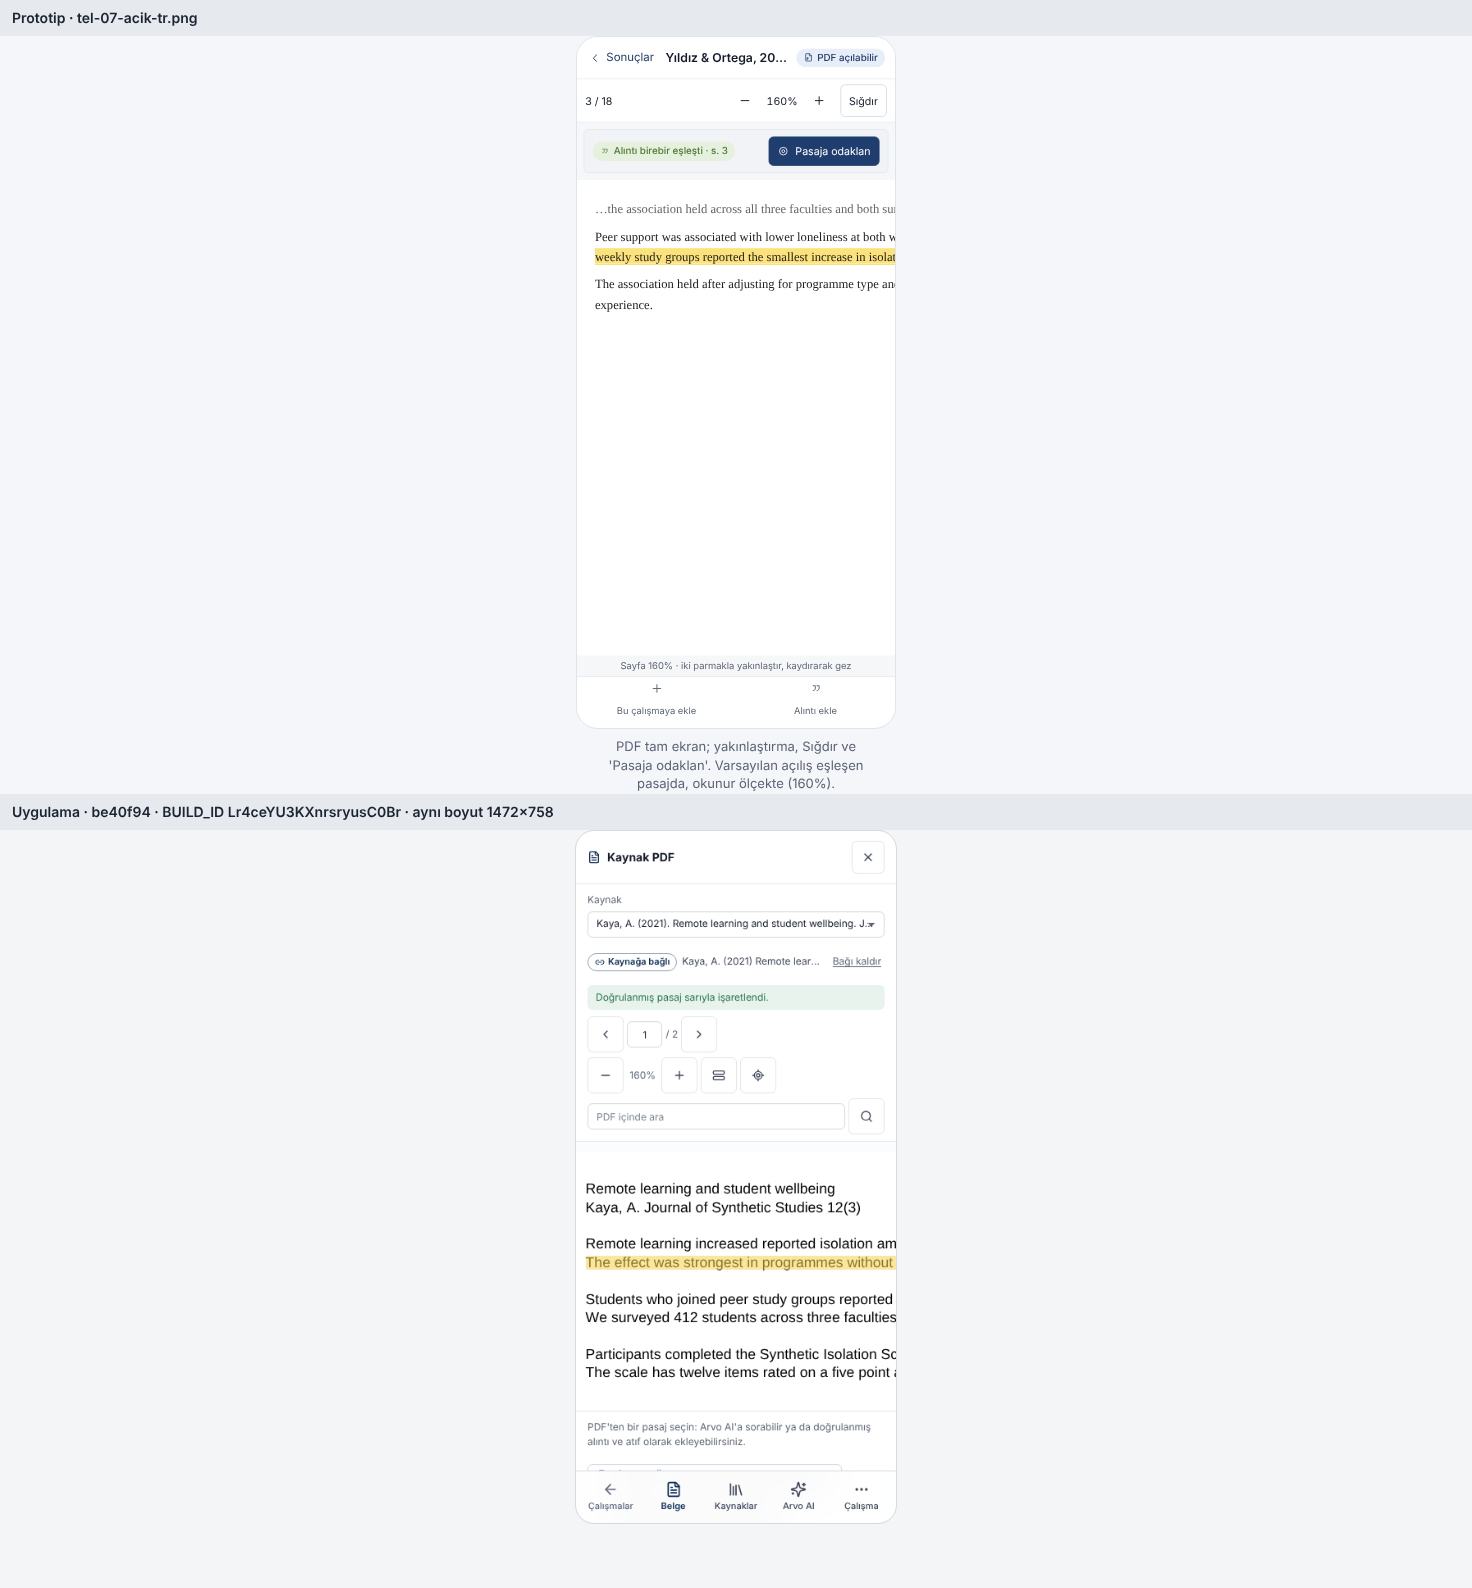 Prototip · tel-07-acik-tr.png
Sonuçlar
Yıldız & Ortega, 20...
PDF açılabilir
3 / 18
160%
Sığdır
Alıntı birebir eşleşti · s. 3
Pasaja odaklan
…the association held across all three faculties and both sur
Peer support was associated with lower loneliness at both w
weekly study groups reported the smallest increase in isolat
The association held after adjusting for programme type and
experience.
Sayfa 160% · iki parmakla yakınlaştır, kaydırarak gez
Bu çalışmaya ekle
Alıntı ekle
PDF tam ekran; yakınlaştırma, Sığdır ve
'Pasaja odaklan'. Varsayılan açılış eşleşen
pasajda, okunur ölçekte (160%).
Uygulama · be40f94 · BUILD_ID Lr4ceYU3KXnrsryusC0Br · aynı boyut 1472×758
Kaynak PDF
Kaynak
Kaya, A. (2021). Remote learning and student wellbeing. J...
Kaynağa bağlı
Kaya, A. (2021) Remote lear...
Bağı kaldır
Doğrulanmış pasaj sarıyla işaretlendi.
1 / 2
160%
PDF içinde ara
Remote learning and student wellbeing
Kaya, A. Journal of Synthetic Studies 12(3)
Remote learning increased reported isolation am
The effect was strongest in programmes without
Students who joined peer study groups reported
We surveyed 412 students across three faculties
Participants completed the Synthetic Isolation Sc
The scale has twelve items rated on a five point
PDF'ten bir pasaj seçin: Arvo AI'a sorabilir ya da doğrulanmış
alıntı ve atıf olarak ekleyebilirsiniz.
Çalışmalar
Belge
Kaynaklar
Arvo AI
Çalışma